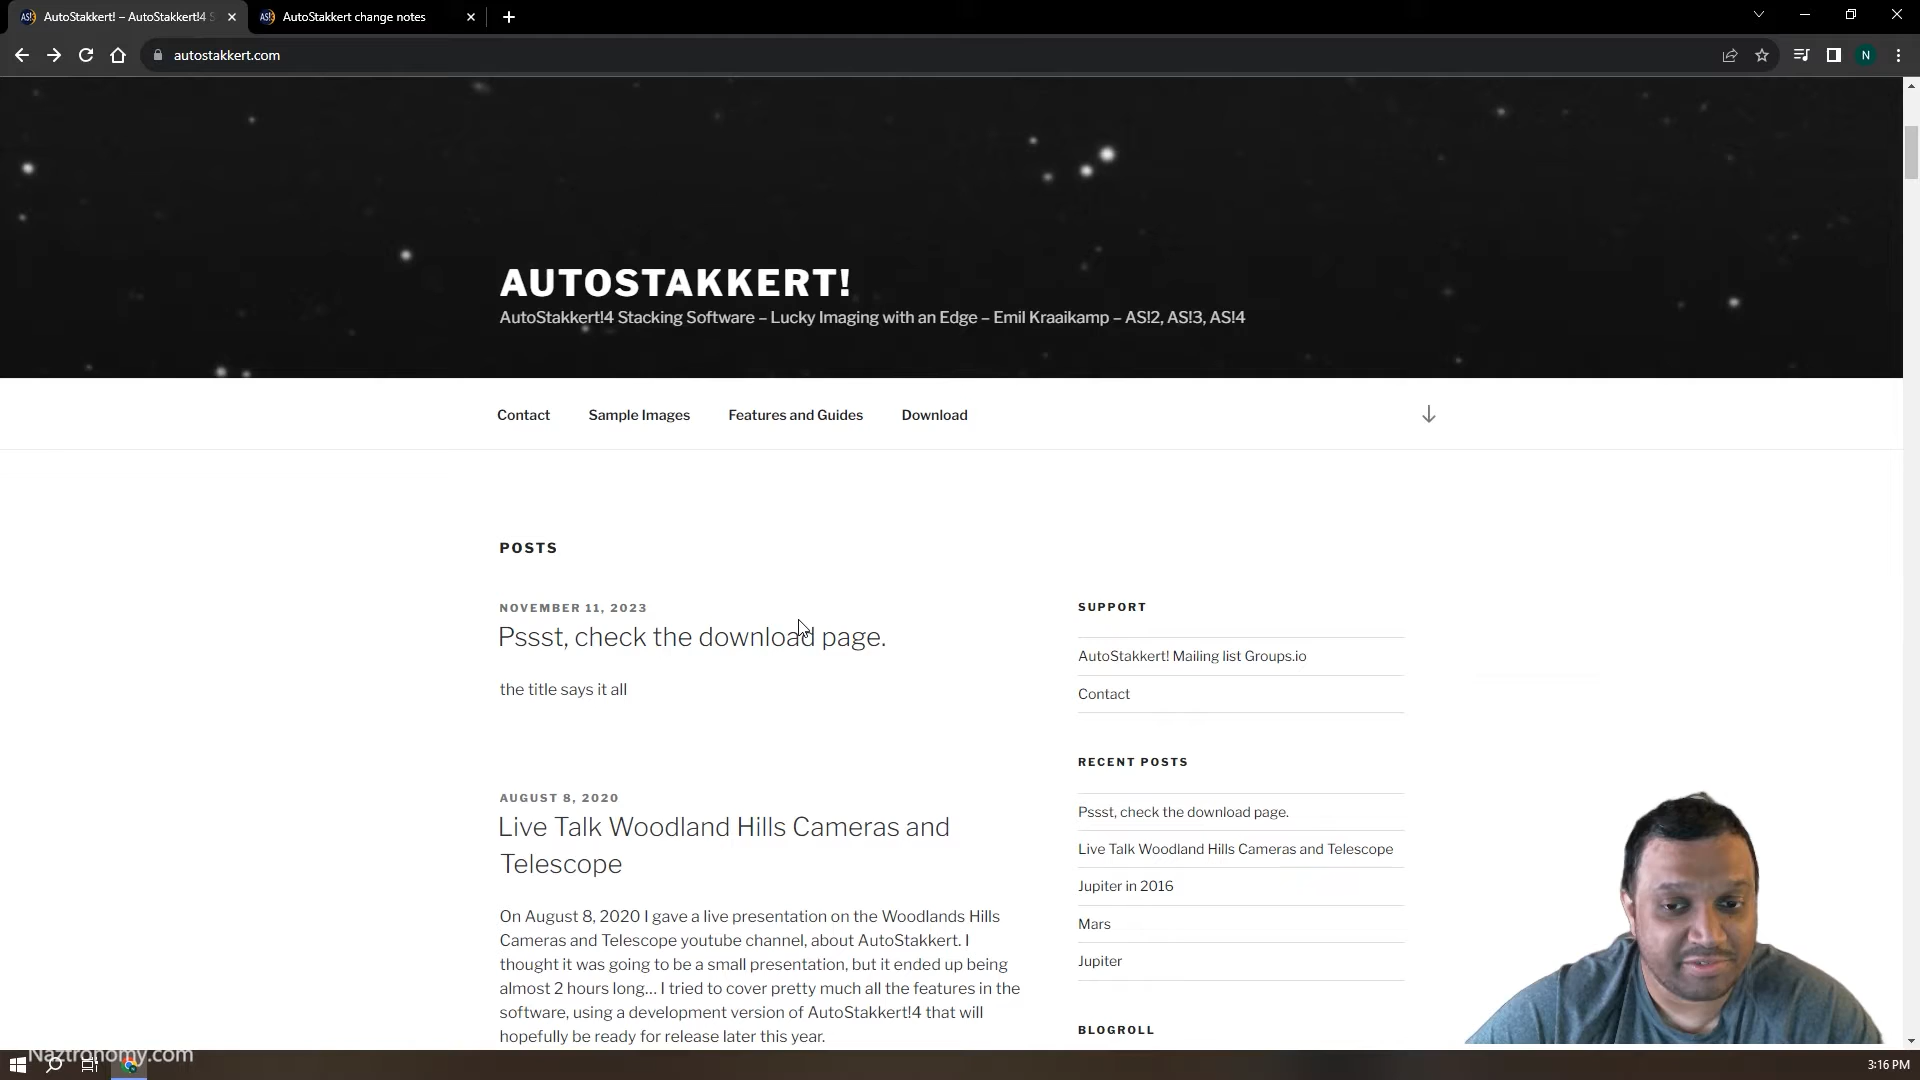 AutoStakkert! – AutoStakkert!4 S
AutoStakkert change notes
autostakkert.com
N
AUTOSTAKKERT!
AutoStakkert!4 Stacking Software – Lucky Imaging with an Edge – Emil Kraaikamp – AS!2, AS!3, AS!4
Contact
Sample Images
Features and Guides
Download
POSTS
NOVEMBER 11, 2023
Pssst, check the download page.
the title says it all
AUGUST 8, 2020
Live Talk Woodland Hills Cameras and
Telescope
On August 8, 2020 I gave a live presentation on the Woodlands Hills
Cameras and Telescope youtube channel, about AutoStakkert. I
thought it was going to be a small presentation, but it ended up being
almost 2 hours long… I tried to cover pretty much all the features in the
software, using a development version of AutoStakkert!4 that will
hopefully be ready for release later this year.
SUPPORT
AutoStakkert! Mailing list Groups.io
Contact
RECENT POSTS
Pssst, check the download page.
Live Talk Woodland Hills Cameras and Telescope
Jupiter in 2016
Mars
Jupiter
BLOGROLL
Naztronomy.com
3:16 PM